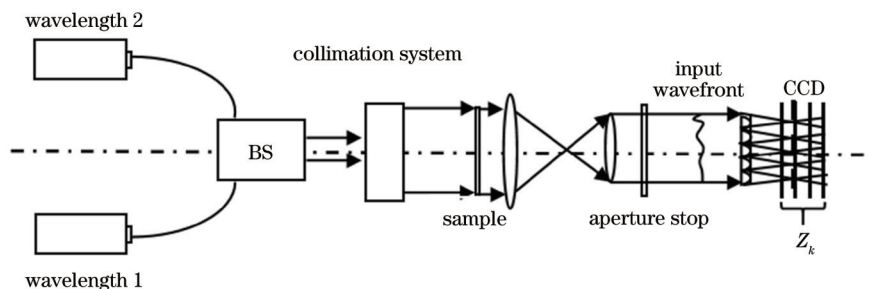 wavelength 2
collimation system
input
wavefront
CCD
BS
sample
aperture stop
Z_k
wavelength 1